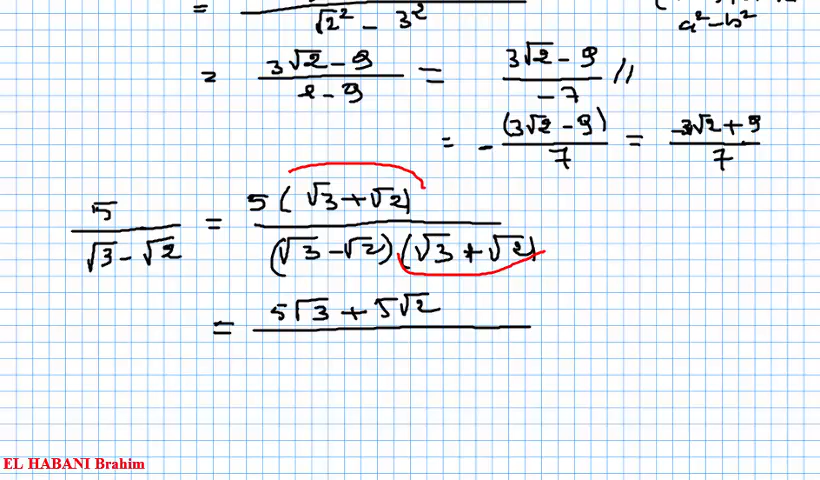 =
√2² - 3²
a²-b²
= (3√2 - 9)/(2 - 9) = (3√2 - 9)/(-7) //
= -(3√2 - 9)/7 = (-3√2 + 9)/7
5/(√3 - √2) = 5(√3 + √2)/((√3 - √2)(√3 + √2))
= 5√3 + 5√2
EL HABANI Brahim